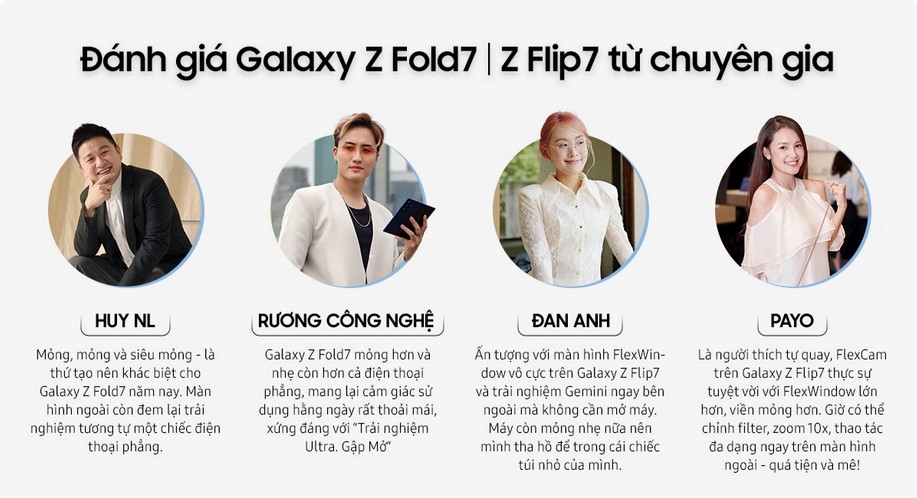 Đánh giá Galaxy Z Fold7 | Z Flip7 từ chuyên gia
HUY NL
Mỏng, mỏng và siêu mỏng - là
thứ tạo nên khác biệt cho
Galaxy Z Fold7 năm nay. Màn
hình ngoài còn đem lại trải
nghiệm tương tự một chiếc điện
thoại phẳng.
RƯƠNG CÔNG NGHỆ
Galaxy Z Fold7 mỏng hơn và
nhẹ còn hơn cả điện thoại
phẳng, mang lại cảm giác sử
dụng hằng ngày rất thoải mái,
xứng đáng với "Trải nghiệm
Ultra. Gập Mở"
ĐAN ANH
Ấn tượng với màn hình FlexWin-
dow vô cực trên Galaxy Z Flip7
và trải nghiệm Gemini ngay bên
ngoài mà không cần mở máy.
Máy còn mỏng nhẹ nữa nên
mình tha hồ để trong cái chiếc
túi nhỏ của mình.
PAYO
Là người thích tự quay, FlexCam
trên Galaxy Z Flip7 thực sự
tuyệt vời với FlexWindow lớn
hơn, viền mỏng hơn. Giờ có thể
chỉnh filter, zoom 10x, thao tác
đa dạng ngay trên màn hình
ngoài - quá tiện và mê!